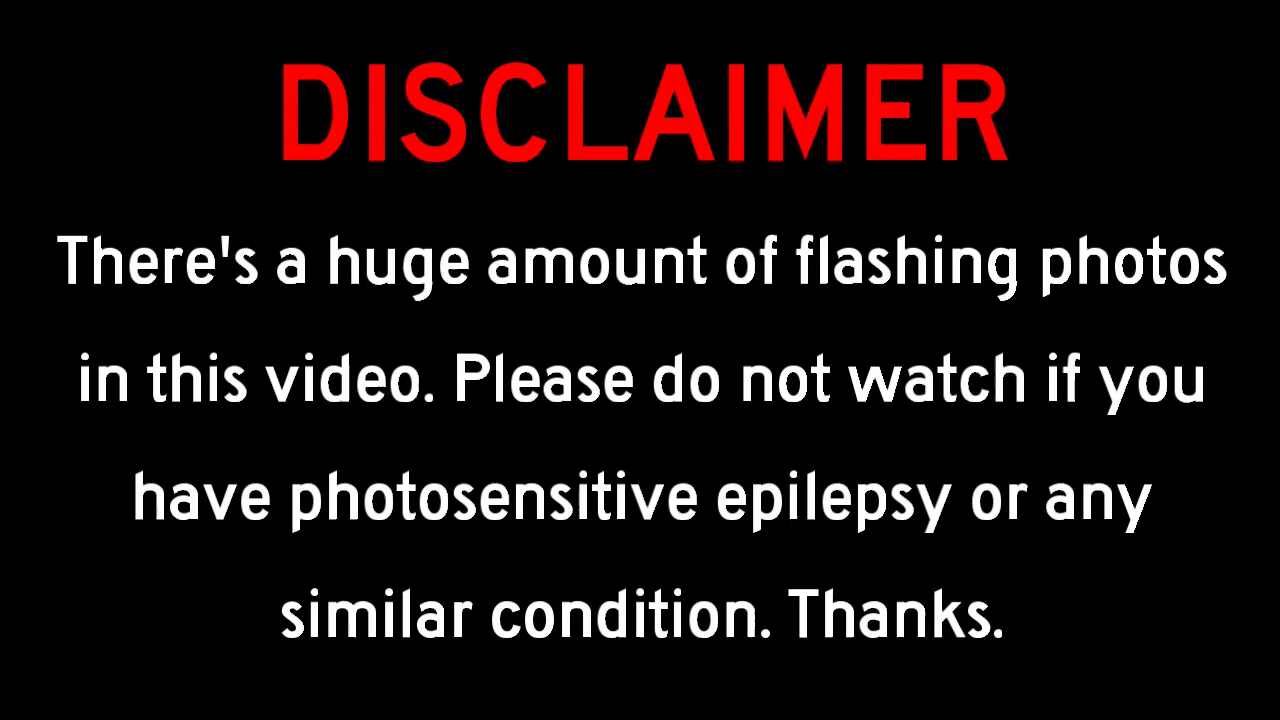 DISCLAIMER
There's a huge amount of flashing photos
in this video. Please do not watch if you
have photosensitive epilepsy or any
similar condition. Thanks.